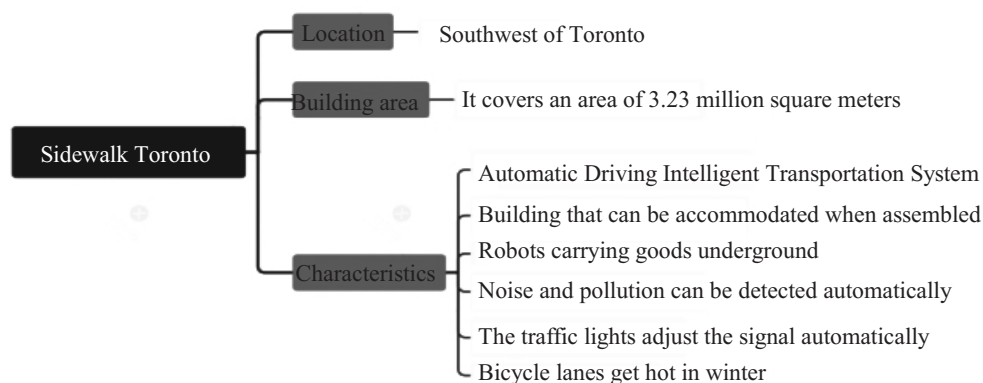 Sidewalk Toronto
Location
Southwest of Toronto
Building area
It covers an area of 3.23 million square meters
Characteristics
Automatic Driving Intelligent Transportation System
Building that can be accommodated when assembled
Robots carrying goods underground
Noise and pollution can be detected automatically
The traffic lights adjust the signal automatically
Bicycle lanes get hot in winter